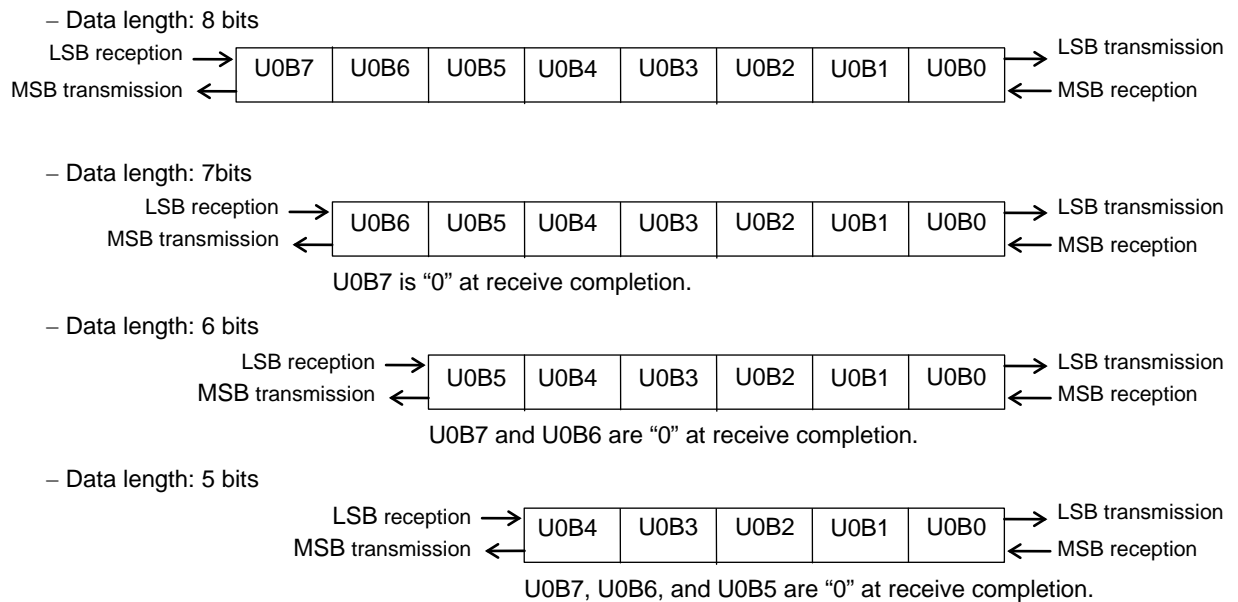 – Data length: 8 bits
LSB reception
MSB transmission
U0B7 U0B6 U0B5 U0B4 U0B3 U0B2 U0B1 U0B0
LSB transmission
MSB reception
– Data length: 7bits
LSB reception
MSB transmission
U0B6 U0B5 U0B4 U0B3 U0B2 U0B1 U0B0
LSB transmission
MSB reception
U0B7 is “0” at receive completion.
– Data length: 6 bits
LSB reception
MSB transmission
U0B5 U0B4 U0B3 U0B2 U0B1 U0B0
LSB transmission
MSB reception
U0B7 and U0B6 are “0” at receive completion.
– Data length: 5 bits
LSB reception
MSB transmission
U0B4 U0B3 U0B2 U0B1 U0B0
LSB transmission
MSB reception
U0B7, U0B6, and U0B5 are “0” at receive completion.